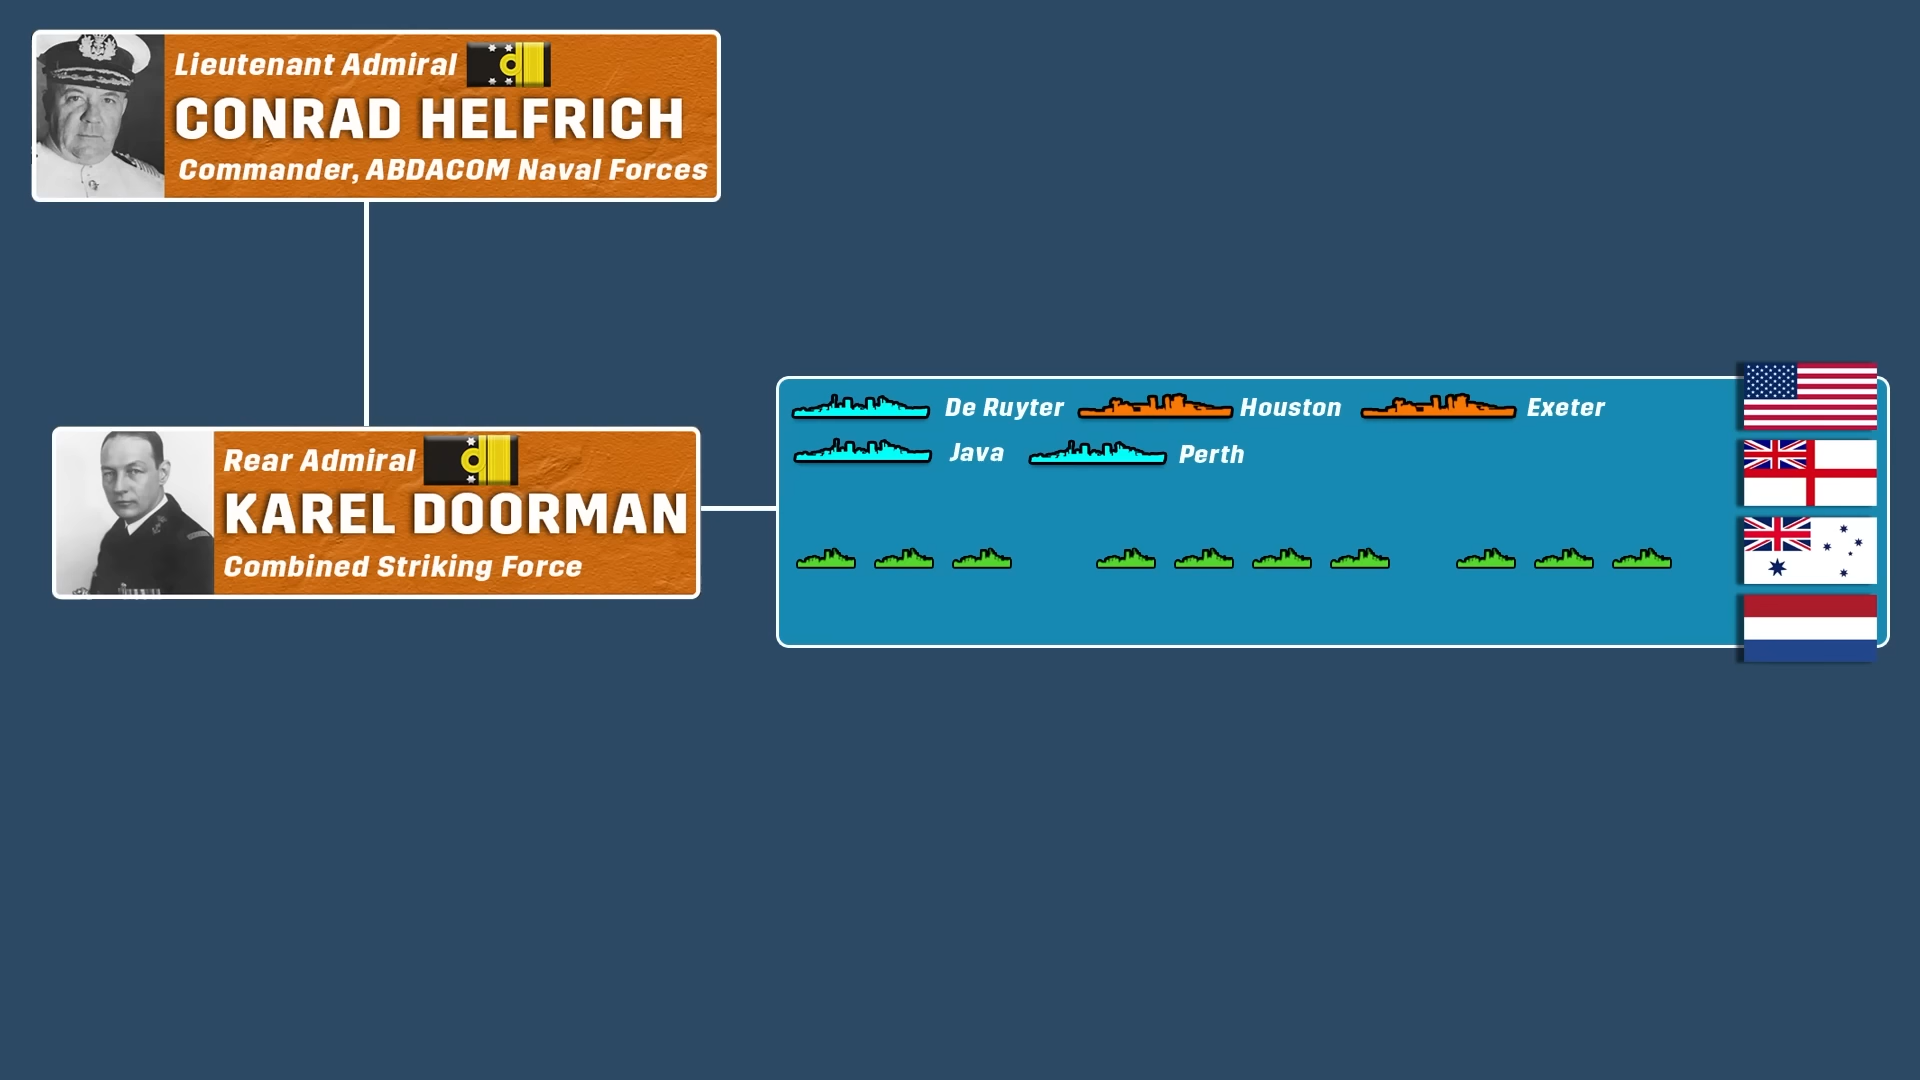 Lieutenant Admiral
CONRAD HELFRICH
Commander, ABDACOM Naval Forces
Rear Admiral
KAREL DOORMAN
Combined Striking Force
De Ruyter Houston Exeter
Java Perth